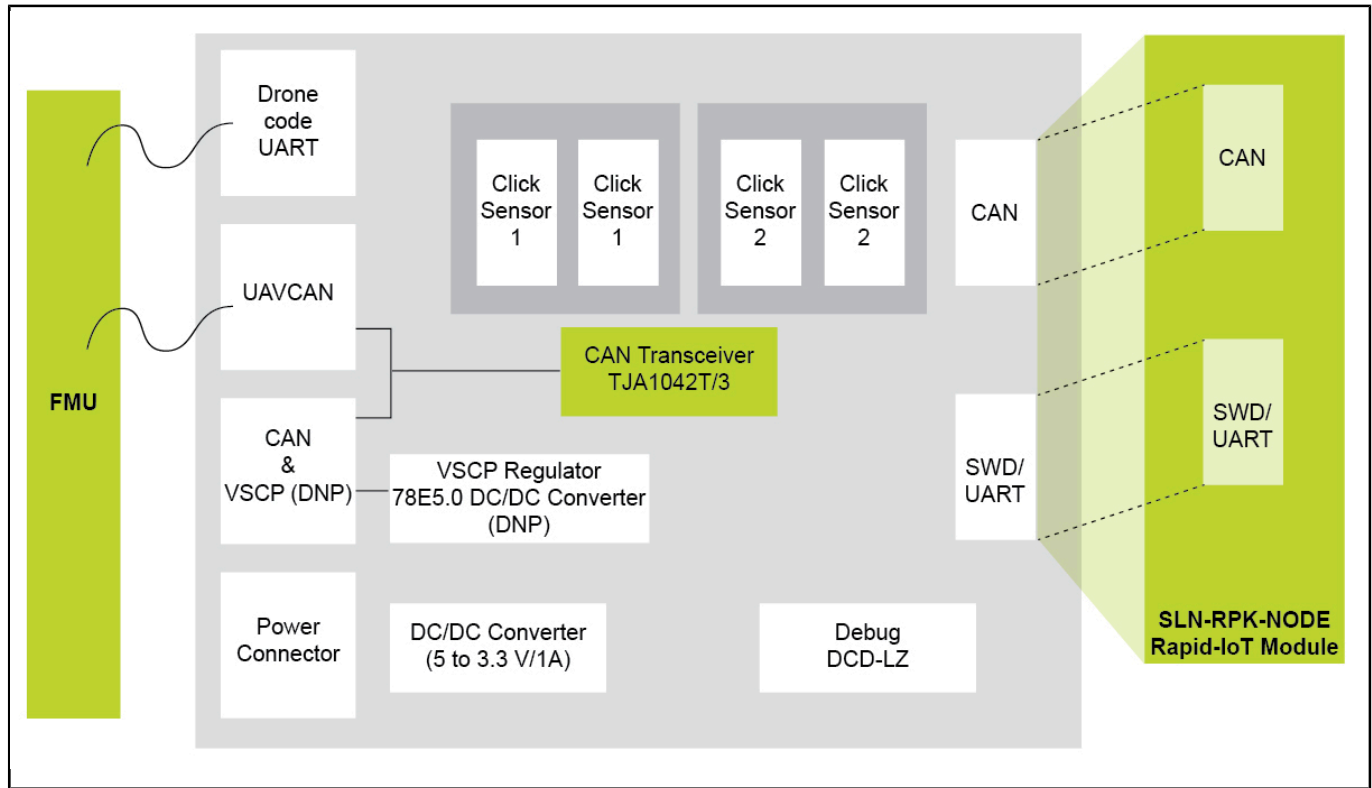 FMU
Drone
code
UART
UAVCAN
CAN
&
VSCP (DNP)
Power
Connector
Click
Sensor
1
Click
Sensor
1
Click
Sensor
2
Click
Sensor
2
CAN Transceiver
TJA1042T/3
VSCP Regulator
78E5.0 DC/DC Converter
(DNP)
DC/DC Converter
(5 to 3.3 V/1A)
Debug
DCD-LZ
CAN
SWD/
UART
CAN
SWD/
UART
SLN-RPK-NODE
Rapid-IoT Module